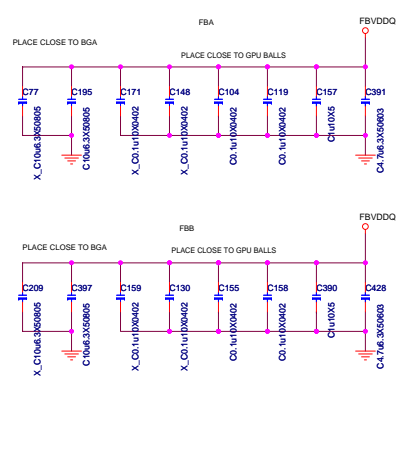 FBA
FBVDDQ
PLACE CLOSE TO BGA
PLACE CLOSE TO GPU BALLS
C77
C195
C171
C148
C104
C119
C157
C391
X_C10u6.3X50805
C10u6.3X50805
X_C0.1u10X0402
X_C0.1u10X0402
C0.1u10X0402
C0.1u10X0402
C1u10X5
C4.7u6.3X50603
FBB
FBVDDQ
PLACE CLOSE TO BGA
PLACE CLOSE TO GPU BALLS
C209
C397
C159
C130
C155
C158
C390
C428
X_C10u6.3X50805
C10u6.3X50805
X_C0.1u10X0402
X_C0.1u10X0402
C0.1u10X0402
C0.1u10X0402
C1u10X5
C4.7u6.3X50603